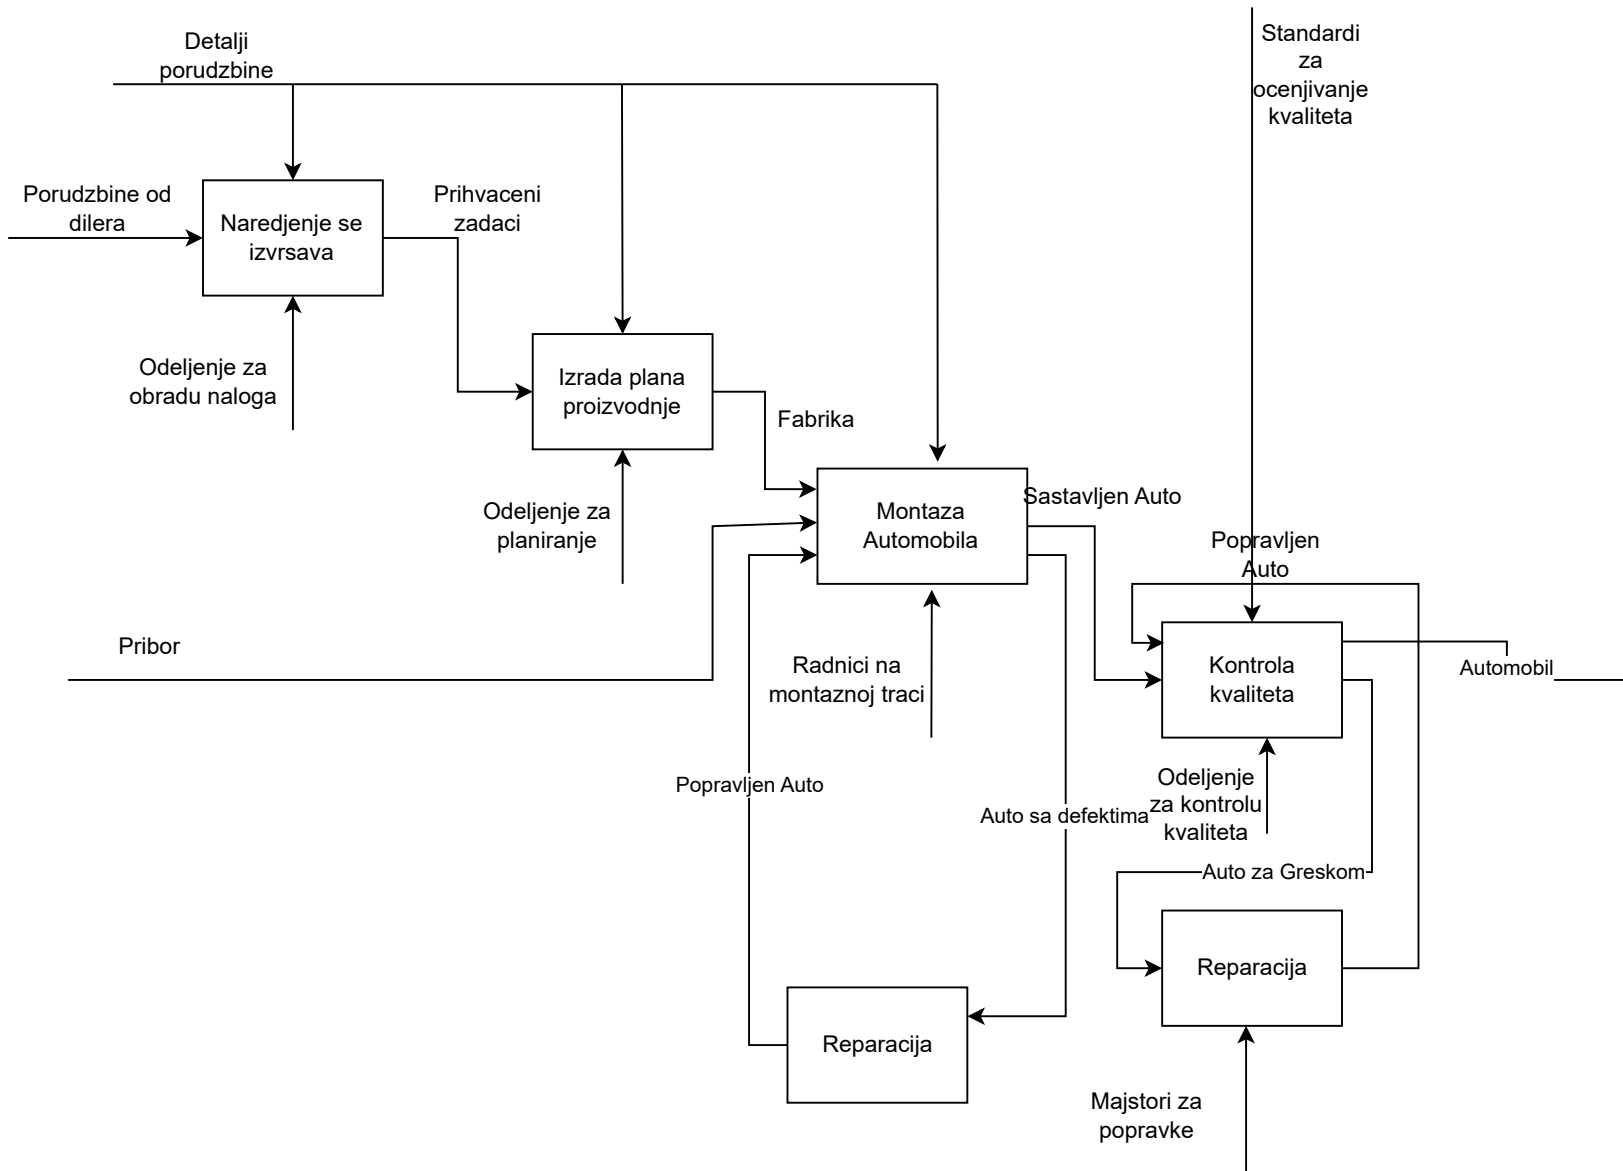 Detalji
porudzbine
Standardi
za
ocenjivanje
kvaliteta
Porudzbine od
dilera
Naredjenje se
izvrsava
Prihvaceni
zadaci
Odeljenje za
obradu naloga
Izrada plana
proizvodnje
Fabrika
Odeljenje za
planiranje
Montaza
Automobila
Sastavljen Auto
Popravljen
Auto
Pribor
Radnici na
montaznoj traci
Kontrola
kvaliteta
Automobil
Popravljen Auto
Auto sa defektima
Odeljenje
za kontrolu
kvaliteta
Auto za Greskom
Reparacija
Reparacija
Majstori za
popravke